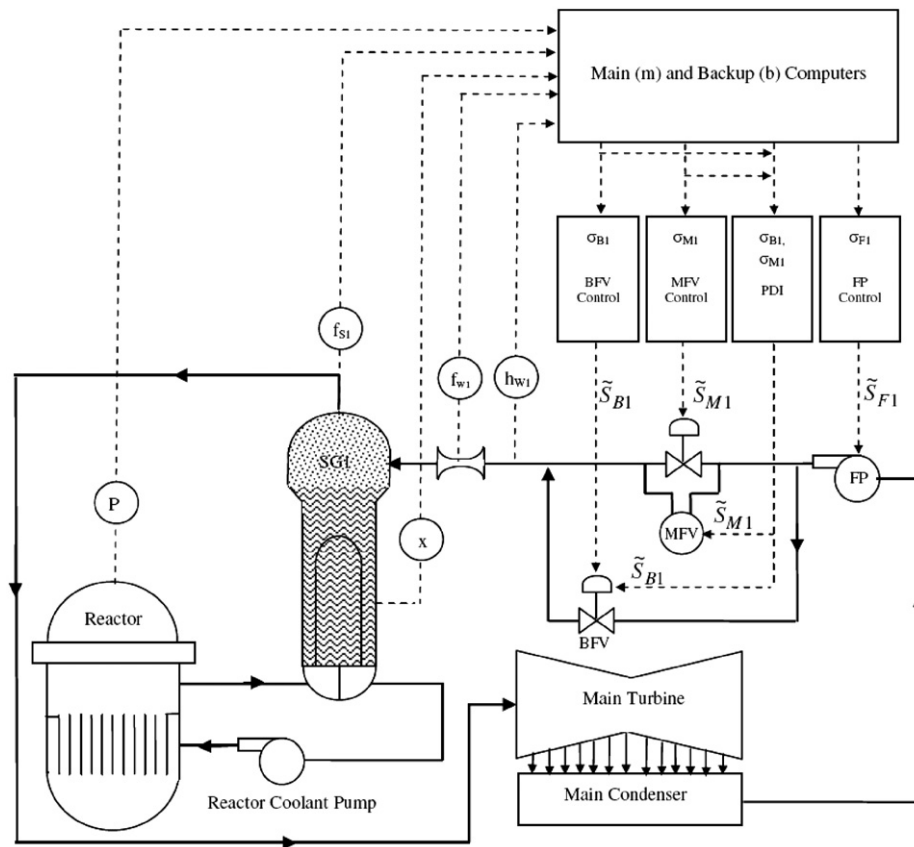 Main (m) and Backup (b) Computers
σB1
BFV
Control
σM1
MFV
Control
σB1,
σM1
PDI
σF1
FP
Control
fS1
fw1
hW1
S̃B1
S̃M1
S̃F1
SG1
FP
P
x
MFV
S̃M1
S̃B1
BFV
Reactor
Main Turbine
Reactor Coolant Pump
Main Condenser